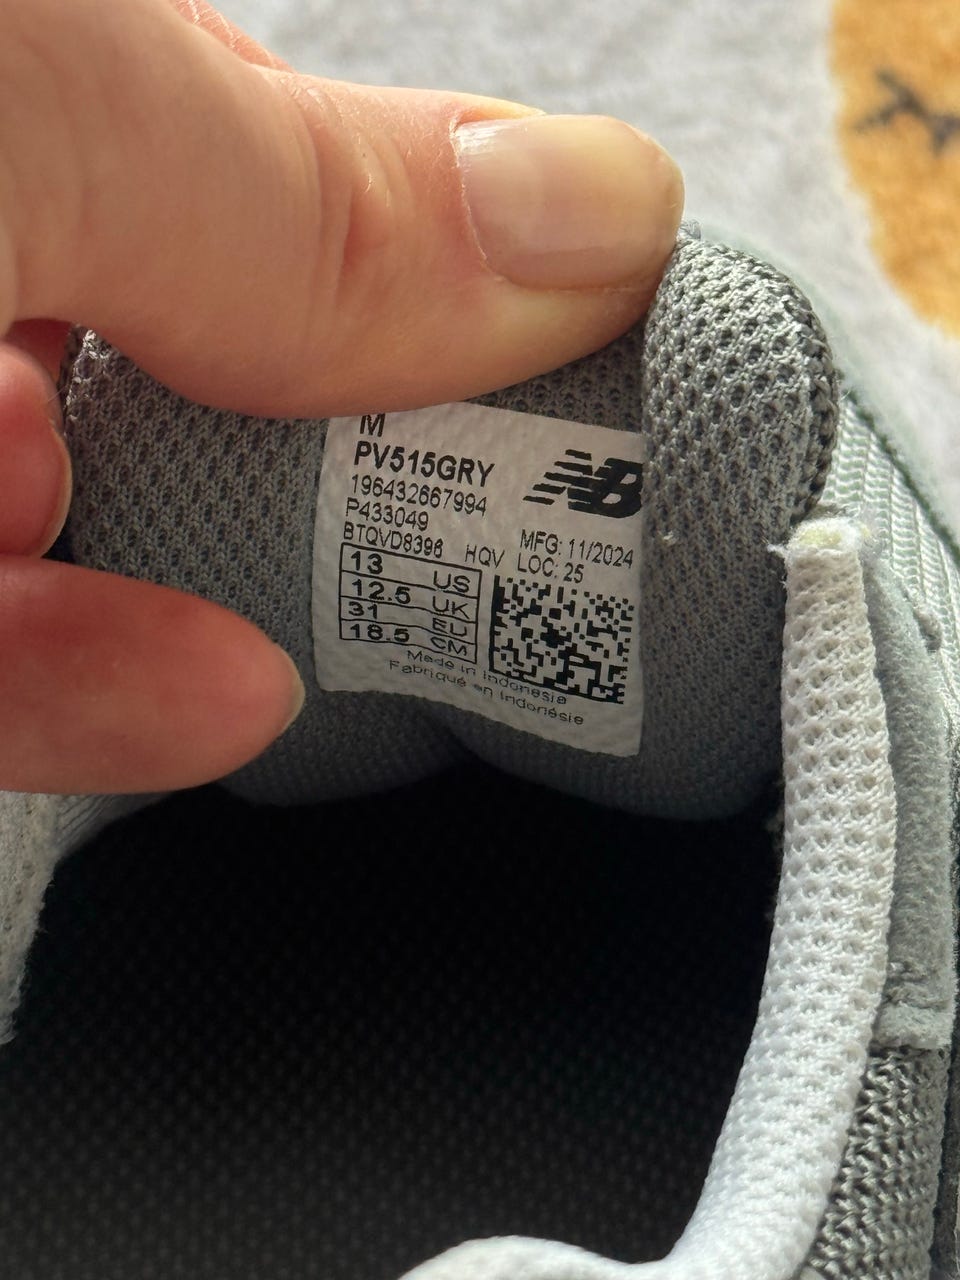 M
PV515GRY
196432667994
P433049
BTQVD8396 HQV
NB
MFG: 11/2024
LOC: 25
13 US
12.5 UK
31 EU
18.5 CM
Made in Indonesia
Fabriqué en Indonésie